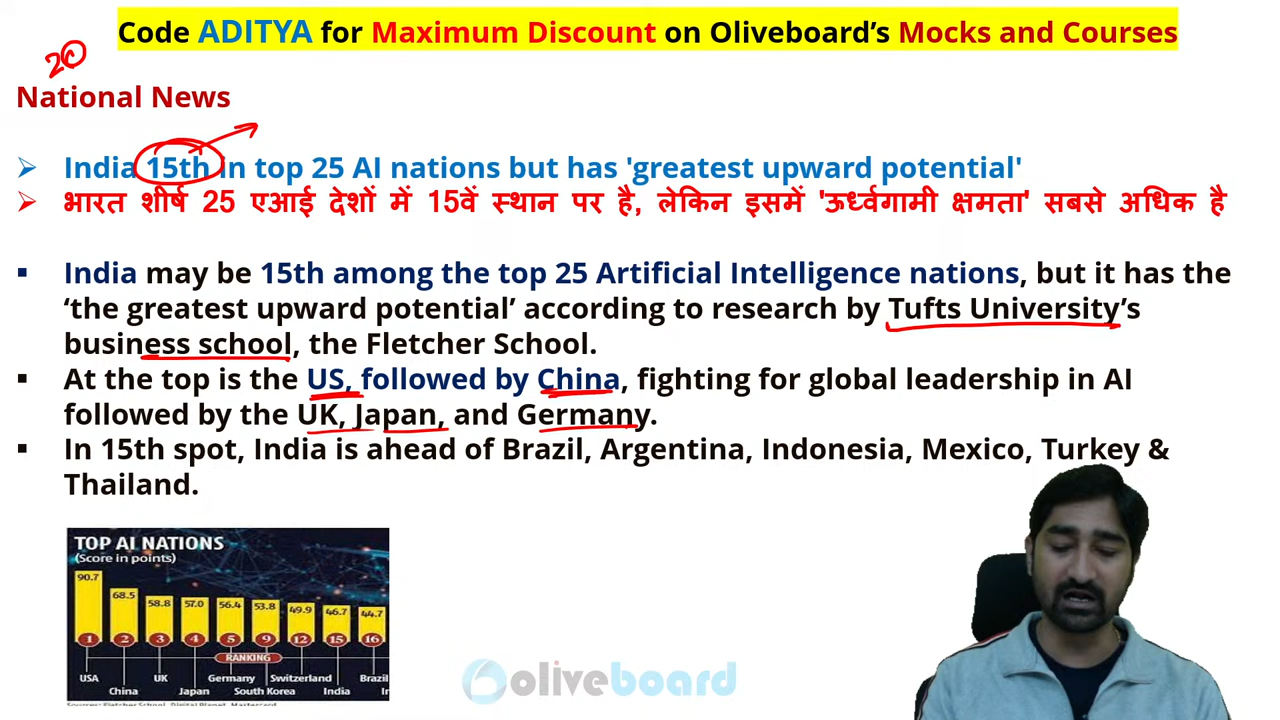 Code ADITYA for Maximum Discount on Oliveboard’s Mocks and Courses
20
National News
India 15th in top 25 AI nations but has 'greatest upward potential'
भारत शीर्ष 25 एआई देशों में 15वें स्थान पर है, लेकिन इसमें 'ऊर्ध्वगामी क्षमता' सबसे अधिक है
India may be 15th among the top 25 Artificial Intelligence nations, but it has the
‘the greatest upward potential’ according to research by Tufts University’s
business school, the Fletcher School.
At the top is the US, followed by China, fighting for global leadership in AI
followed by the UK, Japan, and Germany.
In 15th spot, India is ahead of Brazil, Argentina, Indonesia, Mexico, Turkey &
Thailand.
TOP AI NATIONS
(Score in points)
90.7 68.5 58.8 57.0 56.4 53.8 49.9 46.7 44.7
1 2 3 4 5 9 12 15 16
RANKING
USA UK Germany Switzerland Brazil
China Japan South Korea India
Sources: Fletcher School, Digital Planet, Mastercard
oliveboard